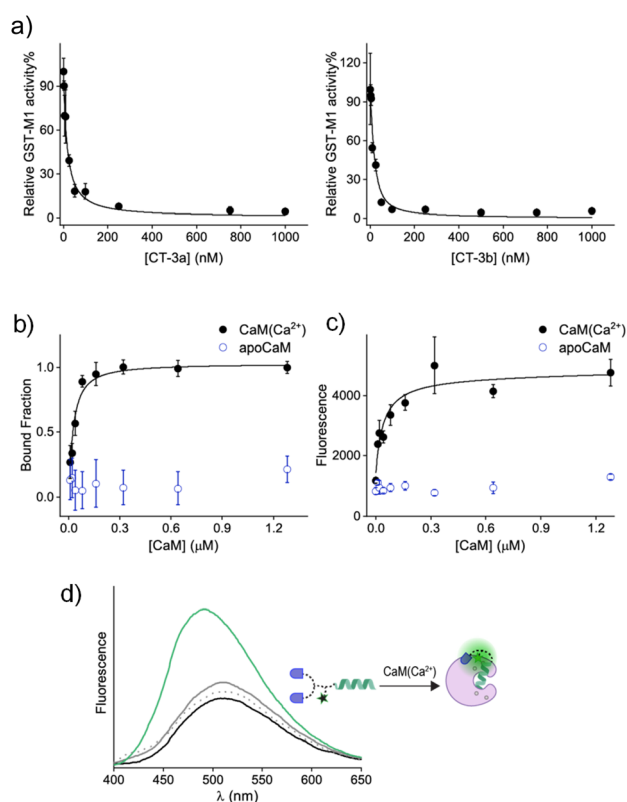 a)
Relative GST-M1 activity%
90
60
30
0
0 200 400 600 800 1000
[CT-3a] (nM)
Relative GST-M1 activity%
120
90
60
30
0
0 200 400 600 800 1000
[CT-3b] (nM)
b)
CaM(Ca²⁺)
apoCaM
Bound Fraction
1.0
0.5
0.0
0.0 0.3 0.6 0.9 1.2
[CaM] (μM)
c)
CaM(Ca²⁺)
apoCaM
Fluorescence
4000
2000
0
0.0 0.3 0.6 0.9 1.2
[CaM] (μM)
d)
Fluorescence
CaM(Ca²⁺)
400 450 500 550 600 650
λ (nm)